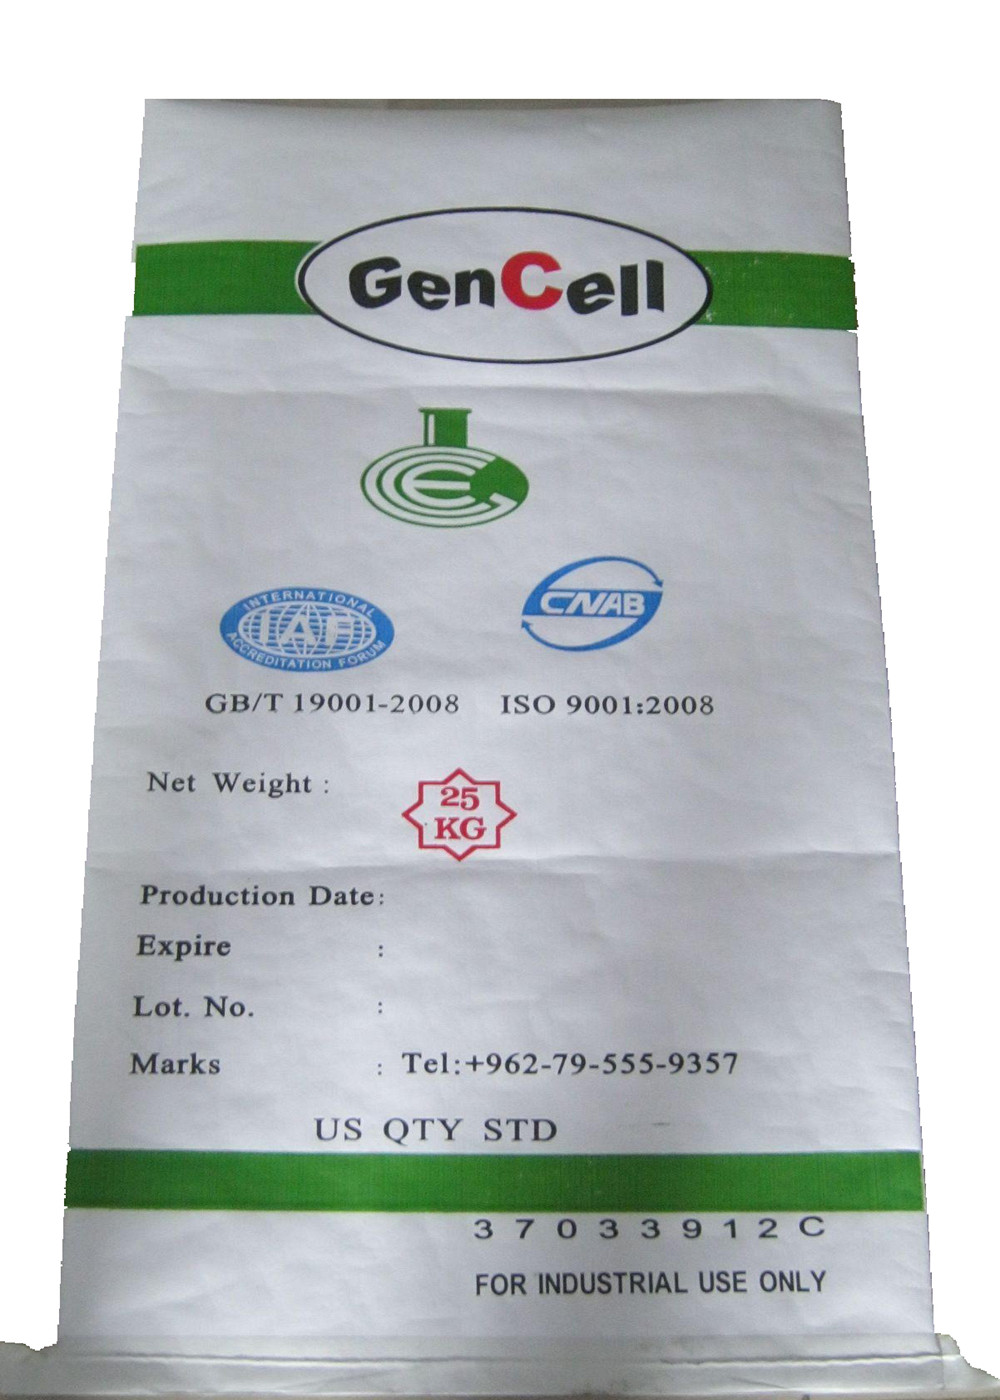 GenCell
INTERNATIONAL
IAF
ACCREDITATION FORUM
CNAB
GB/T 19001-2008 ISO 9001:2008
Net Weight :
25
KG
Production Date:
Expire :
Lot. No. :
Marks : Tel:+962-79-555-9357
US QTY STD
37033912C
FOR INDUSTRIAL USE ONLY